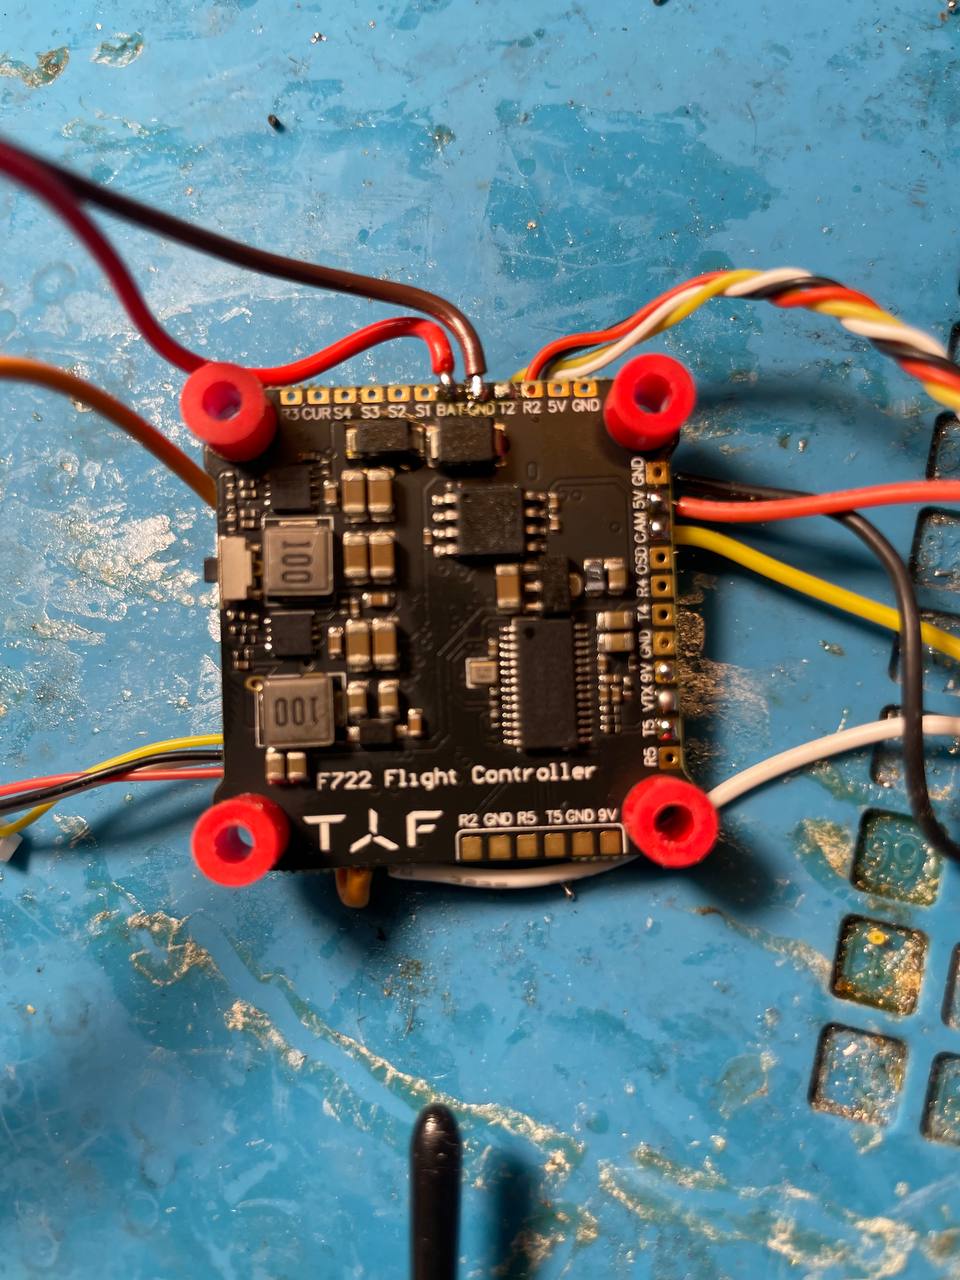 R3 CUR S4 S3 S2 S1 BAT GND T2 R2 5V GND
GND
5V
CAM
OSD
R4
T4
GND
9V
VTX
T5
R5
100
100
F722 Flight Controller
R2 GND R5 T5 GND 9V